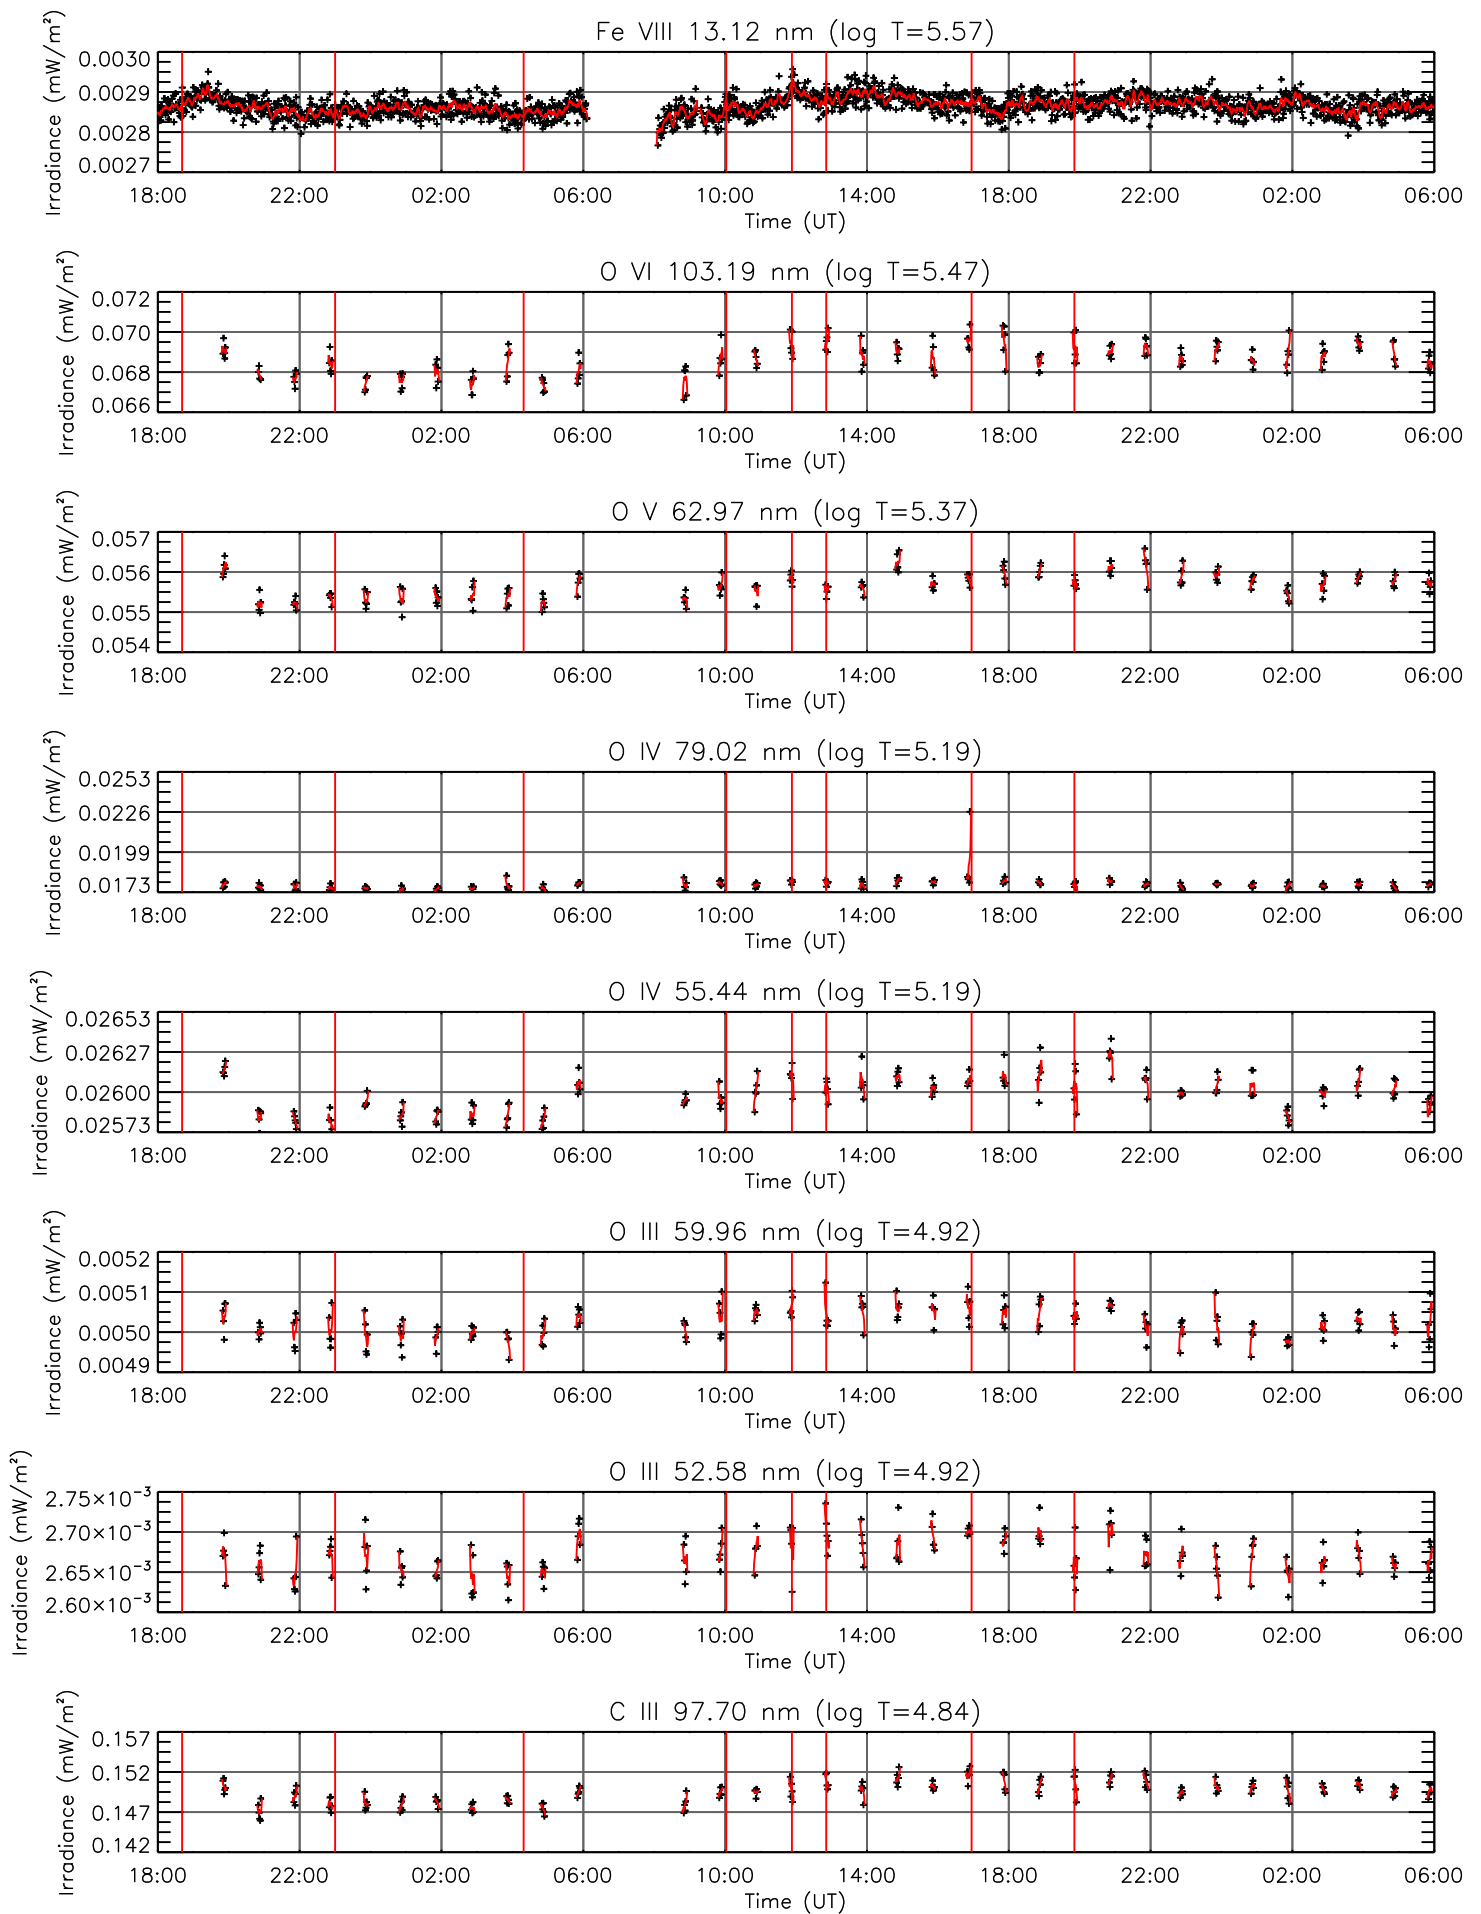 Fe VIII 13.12 nm (log T=5.57)
Irradiance (mW/m²)
0.0030
0.0029
0.0028
0.0027
18:00 22:00 02:00 06:00 10:00 14:00 18:00 22:00 02:00 06:00
Time (UT)
O VI 103.19 nm (log T=5.47)
Irradiance (mW/m²)
0.072
0.070
0.068
0.066
18:00 22:00 02:00 06:00 10:00 14:00 18:00 22:00 02:00 06:00
Time (UT)
O V 62.97 nm (log T=5.37)
Irradiance (mW/m²)
0.057
0.056
0.055
0.054
18:00 22:00 02:00 06:00 10:00 14:00 18:00 22:00 02:00 06:00
Time (UT)
O IV 79.02 nm (log T=5.19)
Irradiance (mW/m²)
0.0253
0.0226
0.0199
0.0173
18:00 22:00 02:00 06:00 10:00 14:00 18:00 22:00 02:00 06:00
Time (UT)
O IV 55.44 nm (log T=5.19)
Irradiance (mW/m²)
0.02653
0.02627
0.02600
0.02573
18:00 22:00 02:00 06:00 10:00 14:00 18:00 22:00 02:00 06:00
Time (UT)
O III 59.96 nm (log T=4.92)
Irradiance (mW/m²)
0.0052
0.0051
0.0050
0.0049
18:00 22:00 02:00 06:00 10:00 14:00 18:00 22:00 02:00 06:00
Time (UT)
O III 52.58 nm (log T=4.92)
Irradiance (mW/m²)
2.75×10⁻³
2.70×10⁻³
2.65×10⁻³
2.60×10⁻³
18:00 22:00 02:00 06:00 10:00 14:00 18:00 22:00 02:00 06:00
Time (UT)
C III 97.70 nm (log T=4.84)
Irradiance (mW/m²)
0.157
0.152
0.147
0.142
18:00 22:00 02:00 06:00 10:00 14:00 18:00 22:00 02:00 06:00
Time (UT)